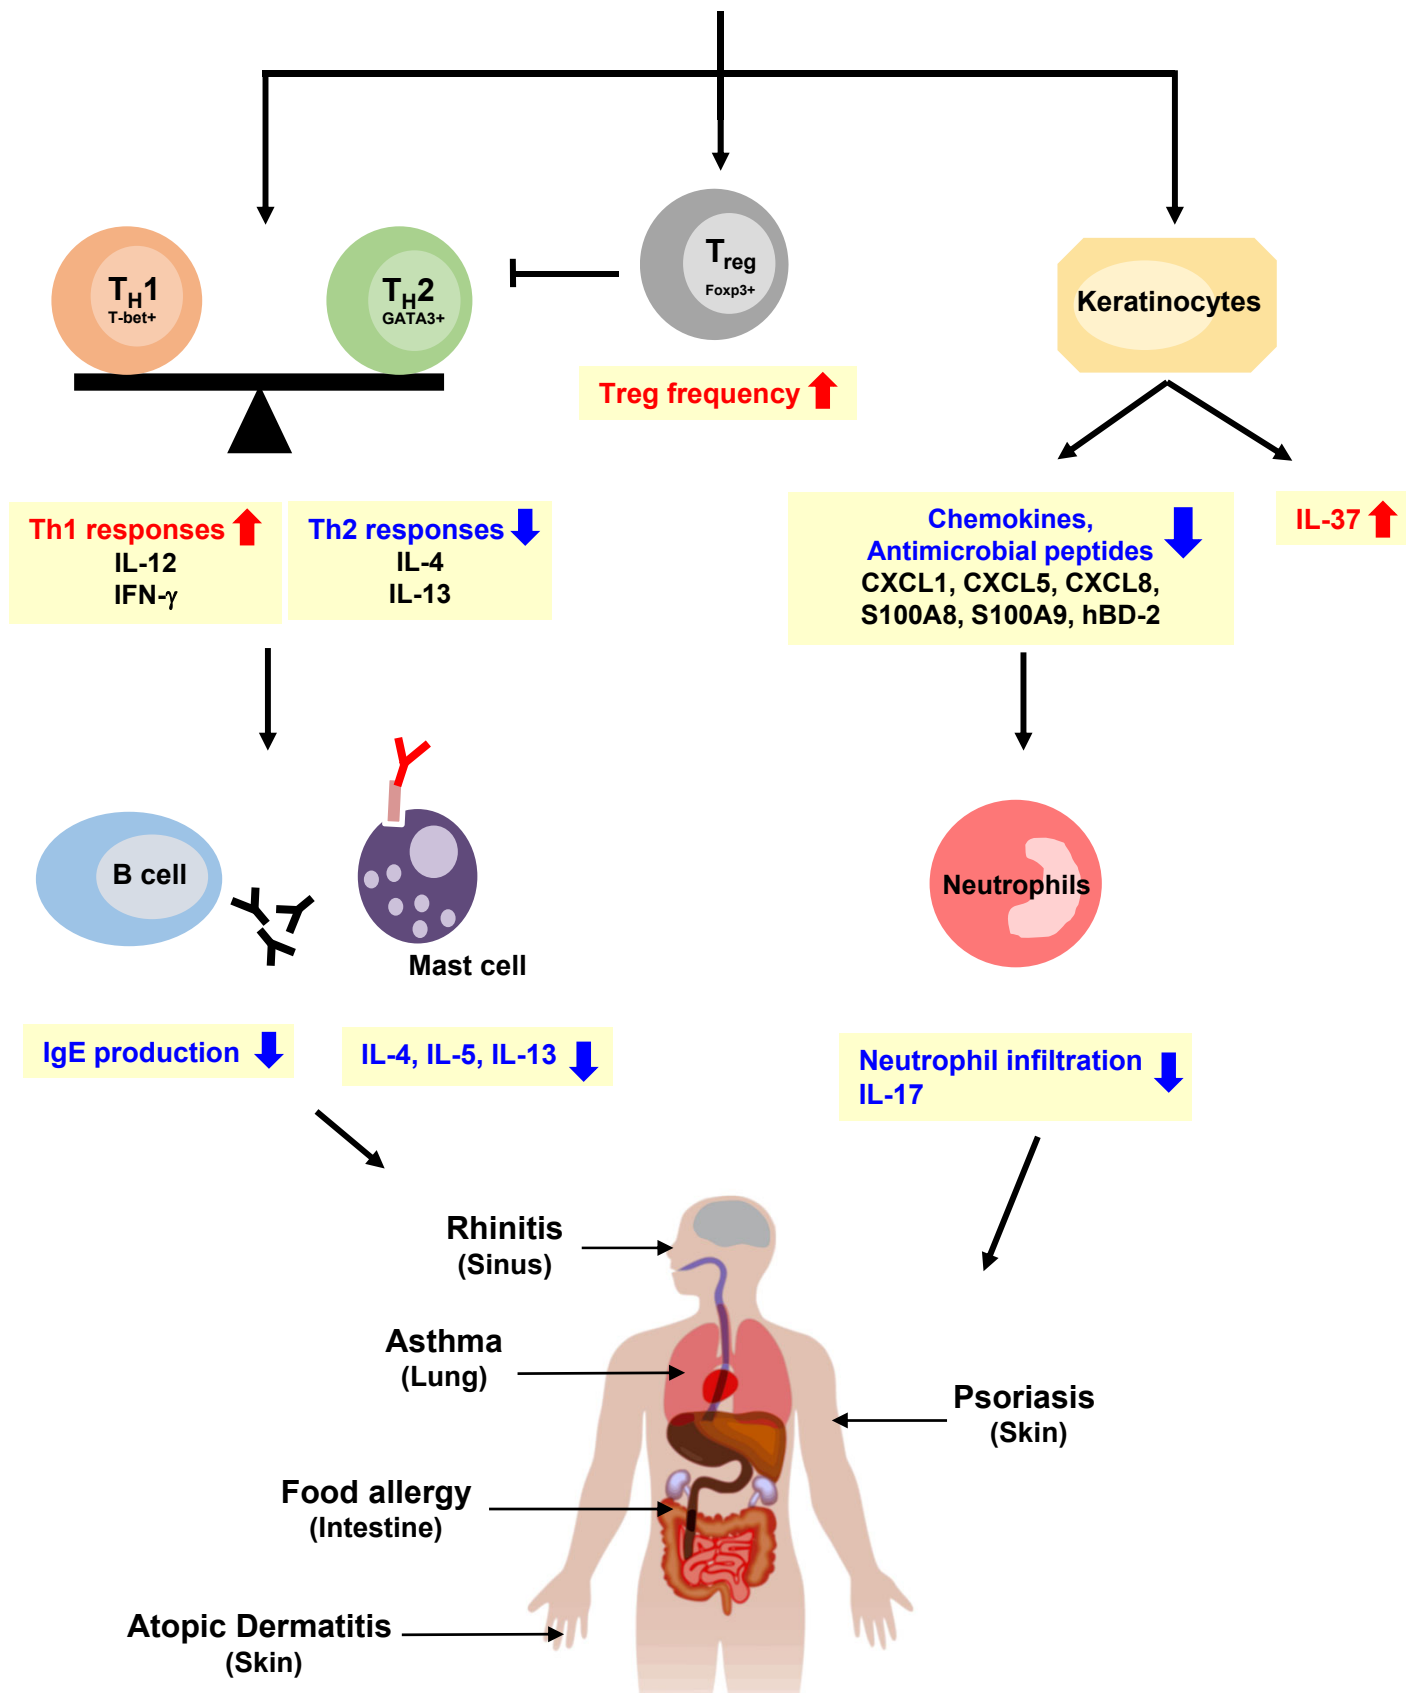 T_H1
T-bet+
T_H2
GATA3+
T_reg
Foxp3+
Keratinocytes
Treg frequency
Th1 responses
IL-12
IFN-γ
Th2 responses
IL-4
IL-13
Chemokines,
Antimicrobial peptides
CXCL1, CXCL5, CXCL8,
S100A8, S100A9, hBD-2
IL-37
B cell
Mast cell
Neutrophils
IgE production
IL-4, IL-5, IL-13
Neutrophil infiltration
IL-17
Rhinitis
(Sinus)
Asthma
(Lung)
Psoriasis
(Skin)
Food allergy
(Intestine)
Atopic Dermatitis
(Skin)